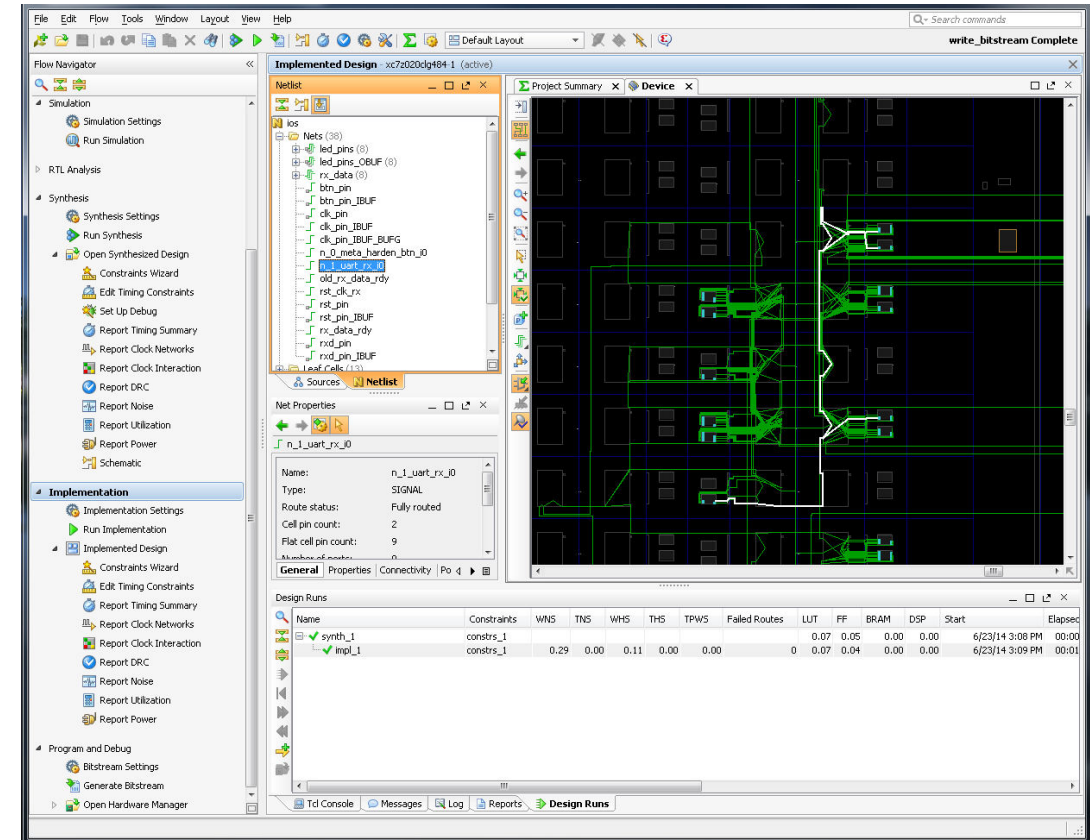 File Edit Flow Tools Window Layout View Help
Search commands
Default Layout
write_bitstream Complete
Flow Navigator
Simulation
Simulation Settings
Run Simulation
RTL Analysis
Synthesis
Synthesis Settings
Run Synthesis
Open Synthesized Design
Constraints Wizard
Edit Timing Constraints
Set Up Debug
Report Timing Summary
Report Clock Networks
Report Clock Interaction
Report DRC
Report Noise
Report Utilization
Report Power
Schematic
Implementation
Implementation Settings
Run Implementation
Implemented Design
Constraints Wizard
Edit Timing Constraints
Report Timing Summary
Report Clock Networks
Report Clock Interaction
Report DRC
Report Noise
Report Utilization
Report Power
Program and Debug
Bitstream Settings
Generate Bitstream
Open Hardware Manager
Implemented Design - xc7z020clg484-1 (active)
Netlist
ios
Nets (38)
led_pins (8)
led_pins_OBUF (8)
rx_data (8)
btn_pin
btn_pin_IBUF
clk_pin
clk_pin_IBUF
clk_pin_IBUF_BUFG
n_0_meta_harden_btn_i0
n_1_uart_rx_i0
old_rx_data_rdy
rst_clk_rx
rst_pin
rst_pin_IBUF
rx_data_rdy
rxd_pin
rxd_pin_IBUF
Leaf Cells (13)
Sources Netlist
Net Properties
n_1_uart_rx_i0
Name: n_1_uart_rx_i0
Type: SIGNAL
Route status: Fully routed
Cell pin count: 2
Flat cell pin count: 9
Number of ports: 0
General Properties Connectivity Po
Project Summary Device
Design Runs
Name Constraints WNS TNS WHS THS TPWS Failed Routes LUT FF BRAM DSP Start Elapsed
synth_1 constrs_1 0.07 0.05 0.00 0.00 6/23/14 3:08 PM 00:00
impl_1 constrs_1 0.29 0.00 0.11 0.00 0.00 0 0.07 0.04 0.00 0.00 6/23/14 3:09 PM 00:01
Tcl Console Messages Log Reports Design Runs